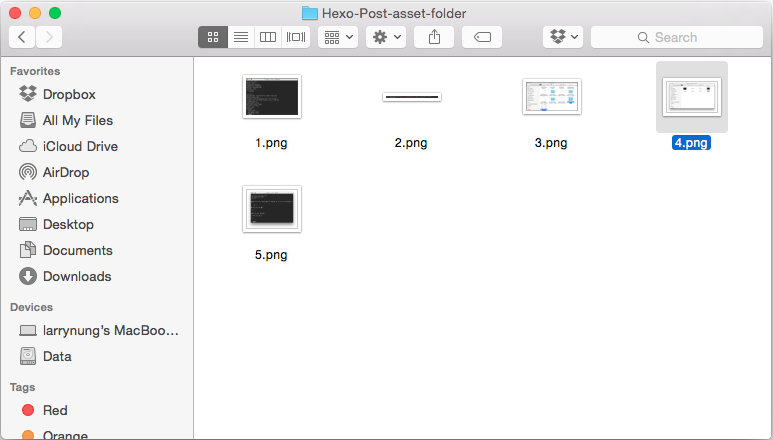 Hexo-Post-asset-folder
Search
Favorites
Dropbox
All My Files
iCloud Drive
AirDrop
Applications
Desktop
Documents
Downloads
Devices
larrynung's MacBoo...
Data
Tags
Red
Orange
1.png
2.png
3.png
4.png
5.png